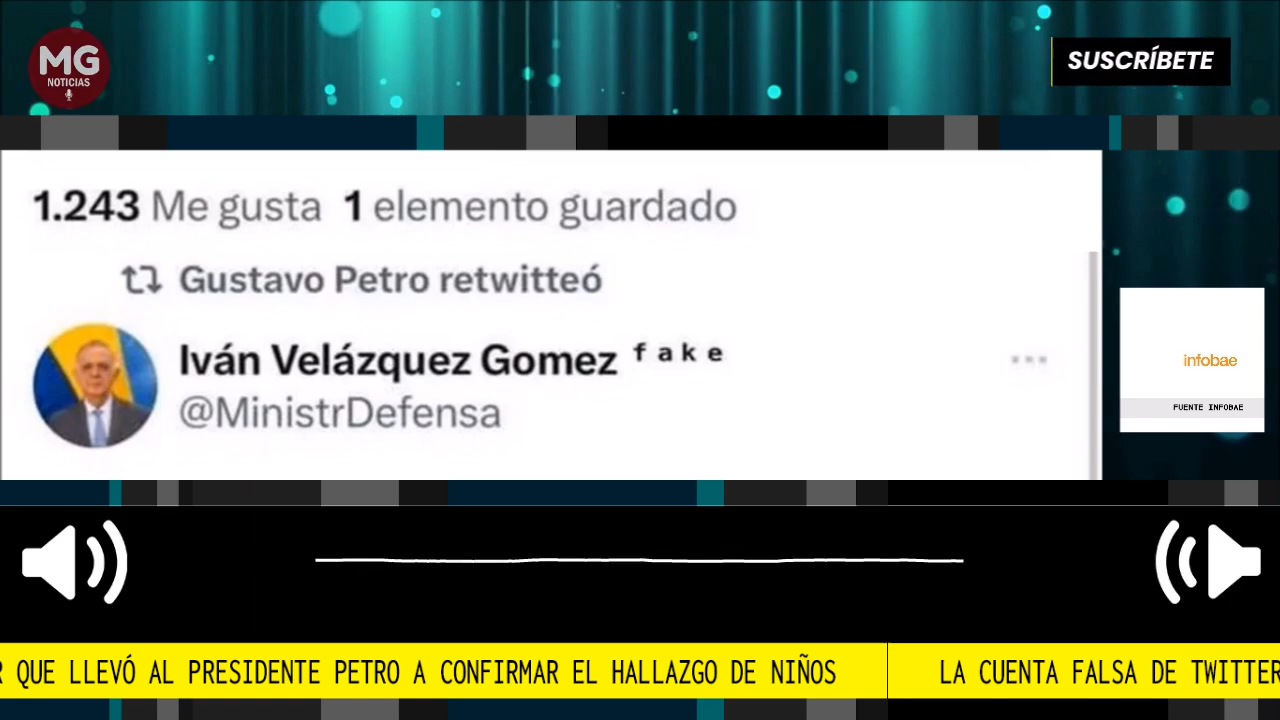 MG
NOTICIAS
SUSCRÍBETE
1.243 Me gusta 1 elemento guardado
Gustavo Petro retwitteó
Iván Velázquez Gomez ᶠ ᵃ ᵏ ᵉ
@MinistrDefensa
infobae
FUENTE INFOBAE
R QUE LLEVÓ AL PRESIDENTE PETRO A CONFIRMAR EL HALLAZGO DE NIÑOS LA CUENTA FALSA DE TWITTER